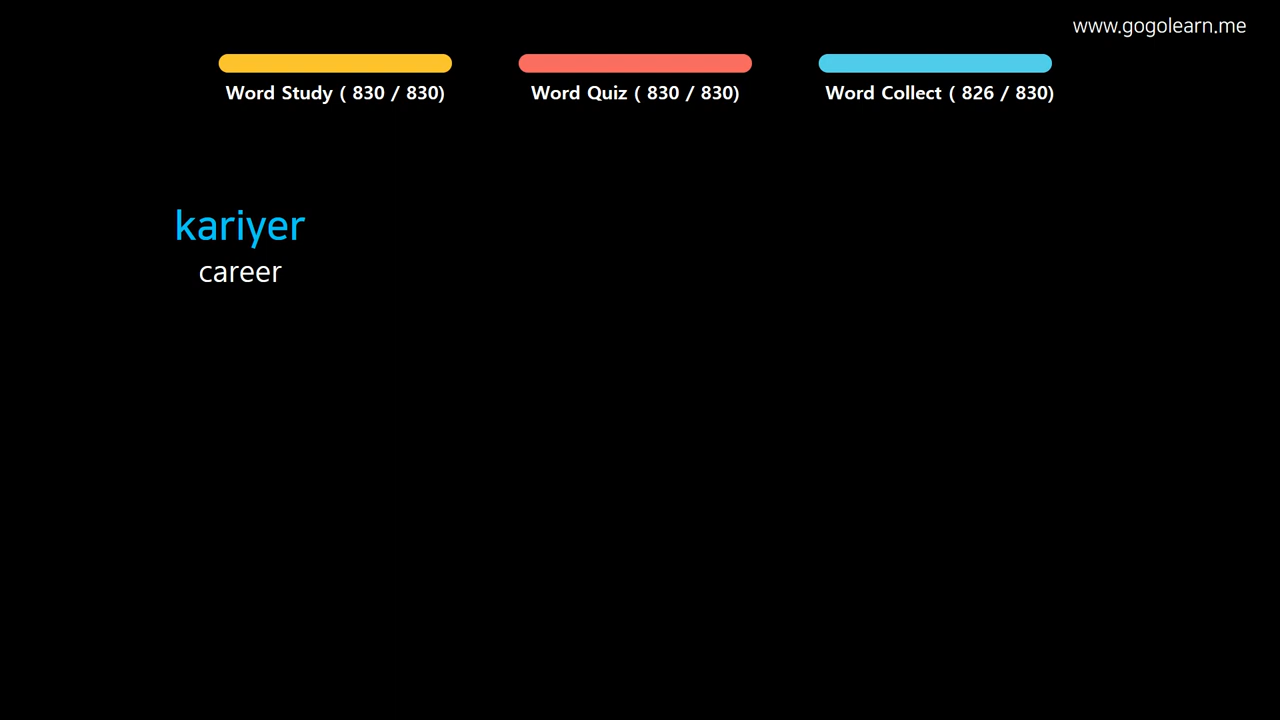 www.gogolearn.me
Word Study ( 830 / 830)
Word Quiz ( 830 / 830)
Word Collect ( 826 / 830)
kariyer
career